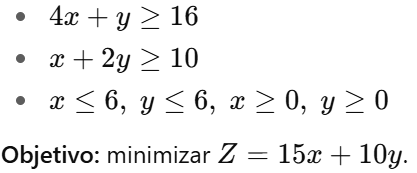 • 4x + y ≥ 16
• x + 2y ≥ 10
• x ≤ 6, y ≤ 6, x ≥ 0, y ≥ 0
Objetivo: minimizar Z = 15x + 10y.